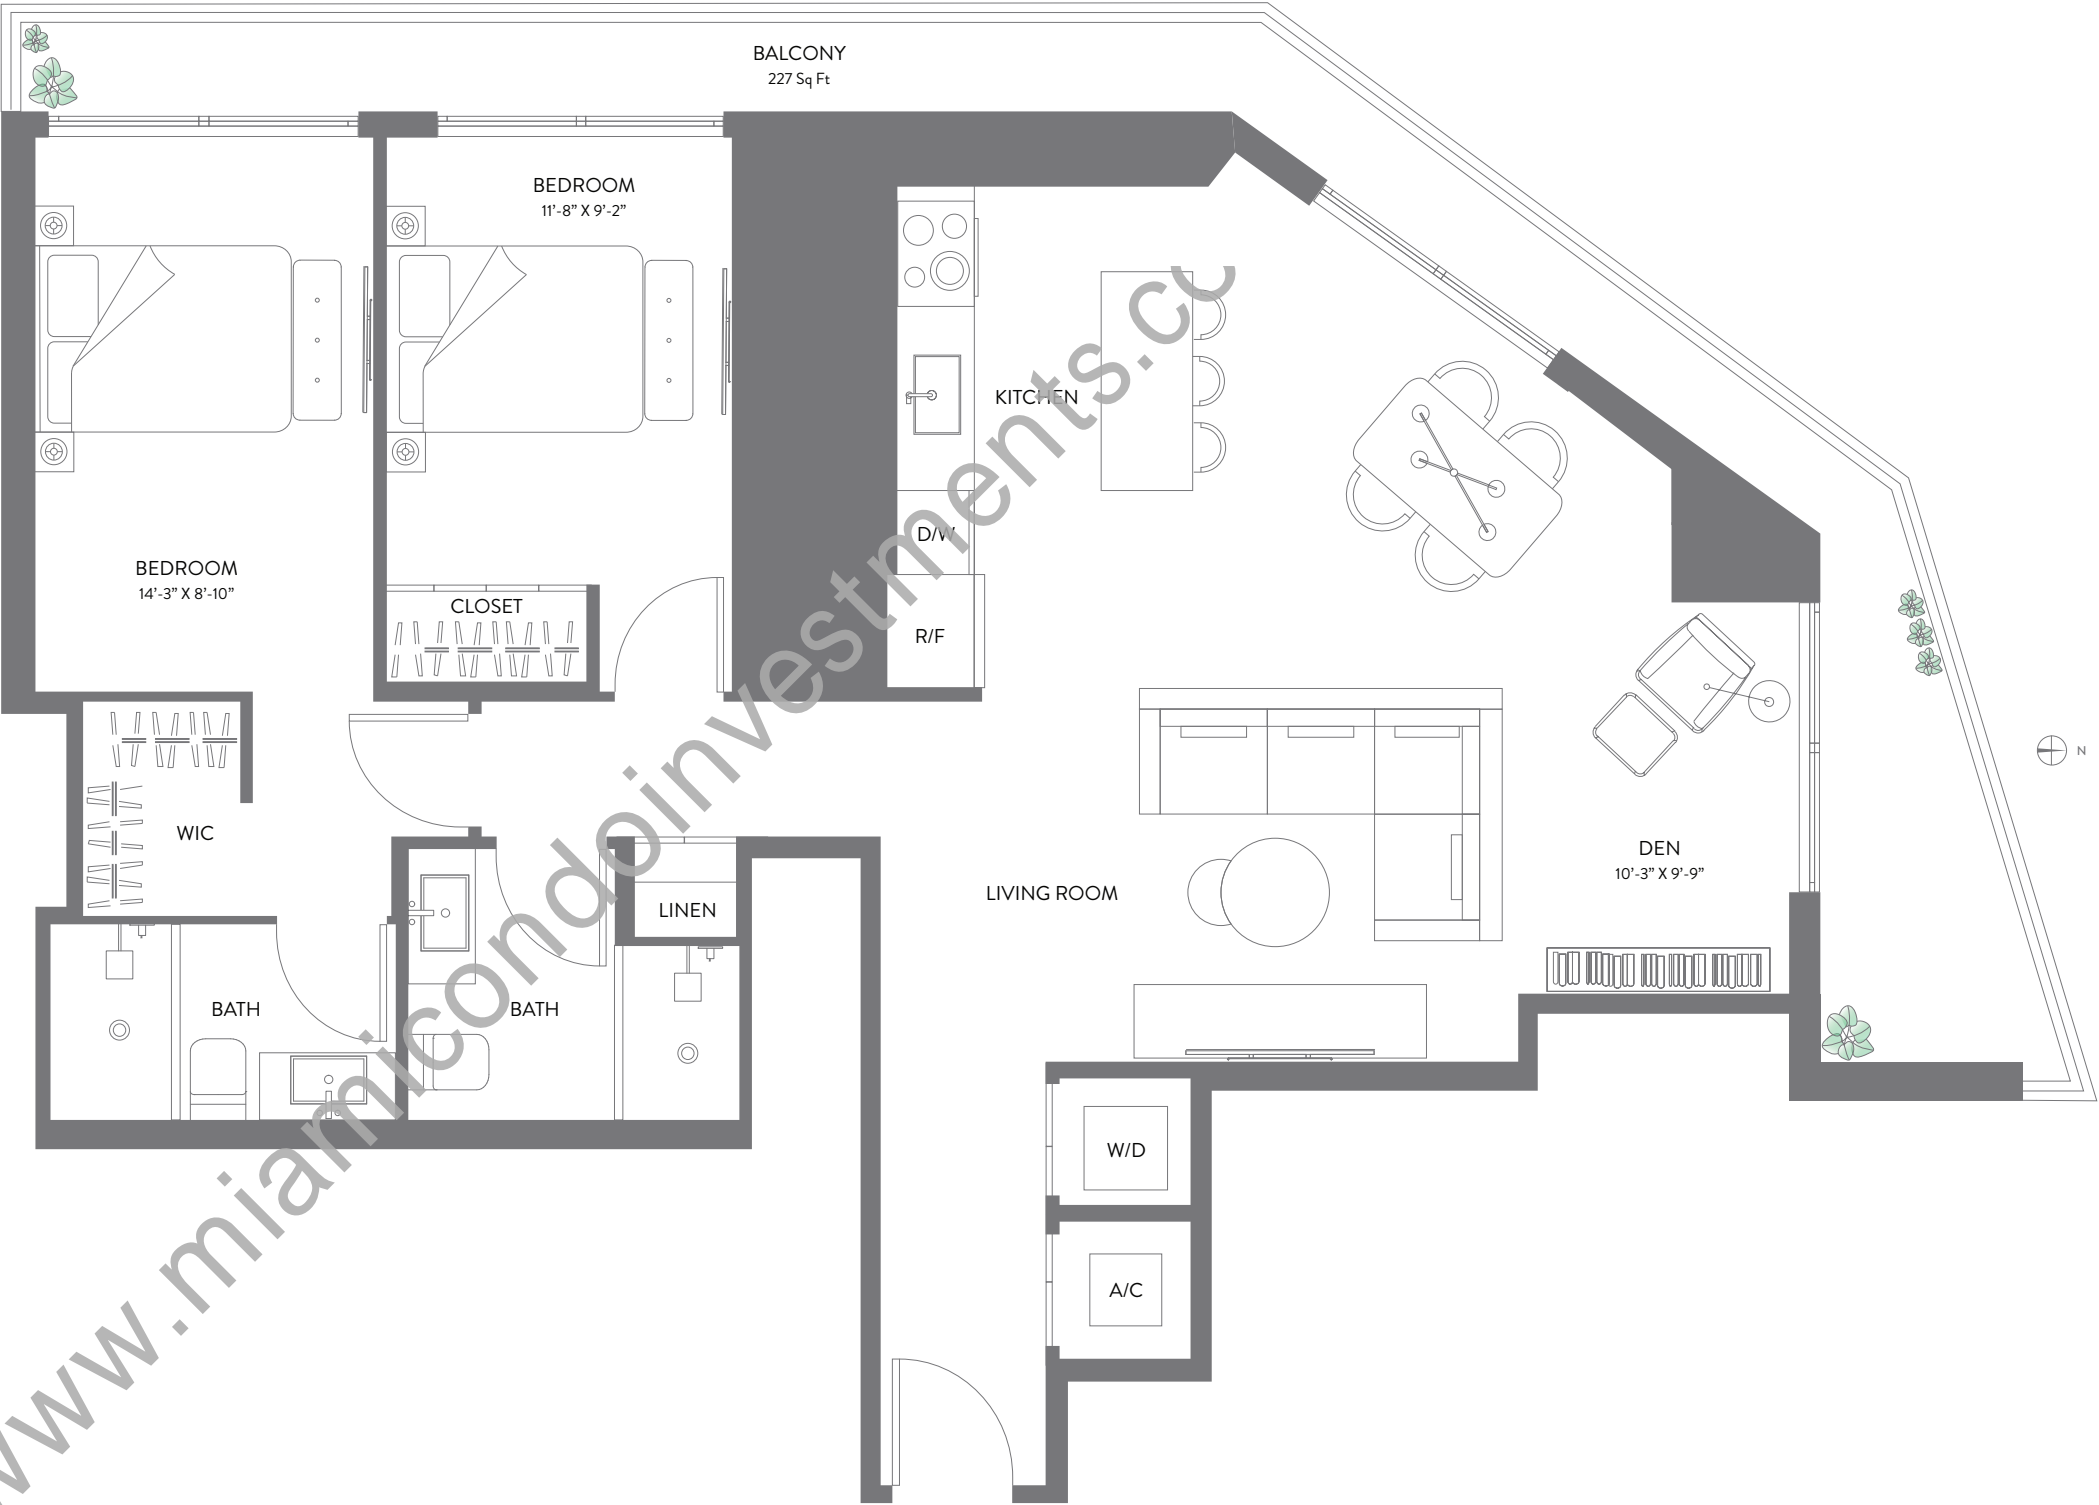 BALCONY
227 Sq Ft
BEDROOM
11'-8” X 9'-2”
KITCHEN
D/W
BEDROOM
14'-3” X 8'-10”
CLOSET
R/F
N
WIC
DEN
10'-3” X 9'-9”
LIVING ROOM
LINEN
BATH
BATH
W/D
A/C
www.miamicondoinvestments.co